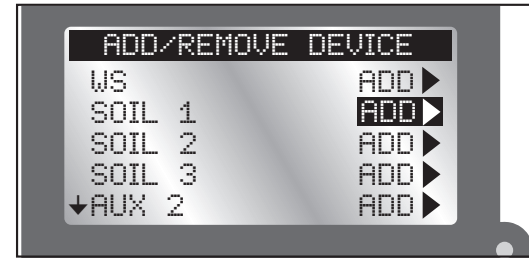 ADD/REMOVE DEVICE
WS ADD▶
SOIL 1 ADD▶
SOIL 2 ADD▶
SOIL 3 ADD▶
↓AUX 2 ADD▶